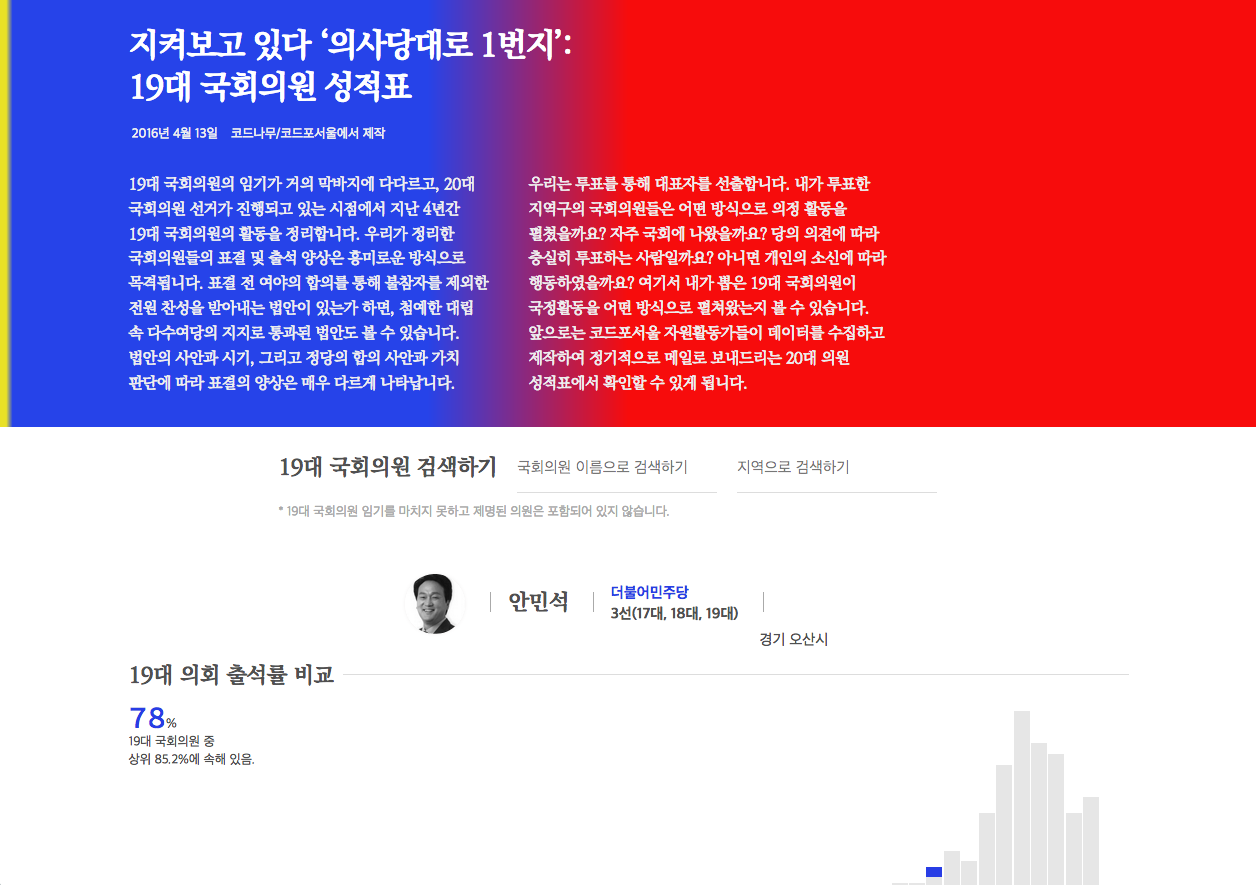 지켜보고 있다 ‘의사당대로 1번지’:
19대 국회의원 성적표
2016년 4월 13일 코드나무/코드포서울에서 제작
19대 국회의원의 임기가 거의 막바지에 다다르고, 20대
국회의원 선거가 진행되고 있는 시점에서 지난 4년간
19대 국회의원의 활동을 정리합니다. 우리가 정리한
국회의원들의 표결 및 출석 양상은 흥미로운 방식으로
목격됩니다. 표결 전 여야의 합의를 통해 불참자를 제외한
전원 찬성을 받아내는 법안이 있는가 하면, 첨예한 대립
속 다수여당의 지지로 통과된 법안도 볼 수 있습니다.
법안의 사안과 시기, 그리고 정당의 합의 사안과 가치
판단에 따라 표결의 양상은 매우 다르게 나타납니다.
우리는 투표를 통해 대표자를 선출합니다. 내가 투표한
지역구의 국회의원들은 어떤 방식으로 의정 활동을
펼쳤을까요? 자주 국회에 나왔을까요? 당의 의견에 따라
충실히 투표하는 사람일까요? 아니면 개인의 소신에 따라
행동하였을까요? 여기서 내가 뽑은 19대 국회의원이
국정활동을 어떤 방식으로 펼쳐왔는지 볼 수 있습니다.
앞으로는 코드포서울 자원활동가들이 데이터를 수집하고
제작하여 정기적으로 메일로 보내드리는 20대 의원
성적표에서 확인할 수 있게 됩니다.
19대 국회의원 검색하기 국회의원 이름으로 검색하기 지역으로 검색하기
* 19대 국회의원 임기를 마치지 못하고 제명된 의원은 포함되어 있지 않습니다.
안민석
더불어민주당
3선(17대, 18대, 19대)
경기 오산시
19대 의회 출석률 비교
78%
19대 국회의원 중
상위 85.2%에 속해 있음.